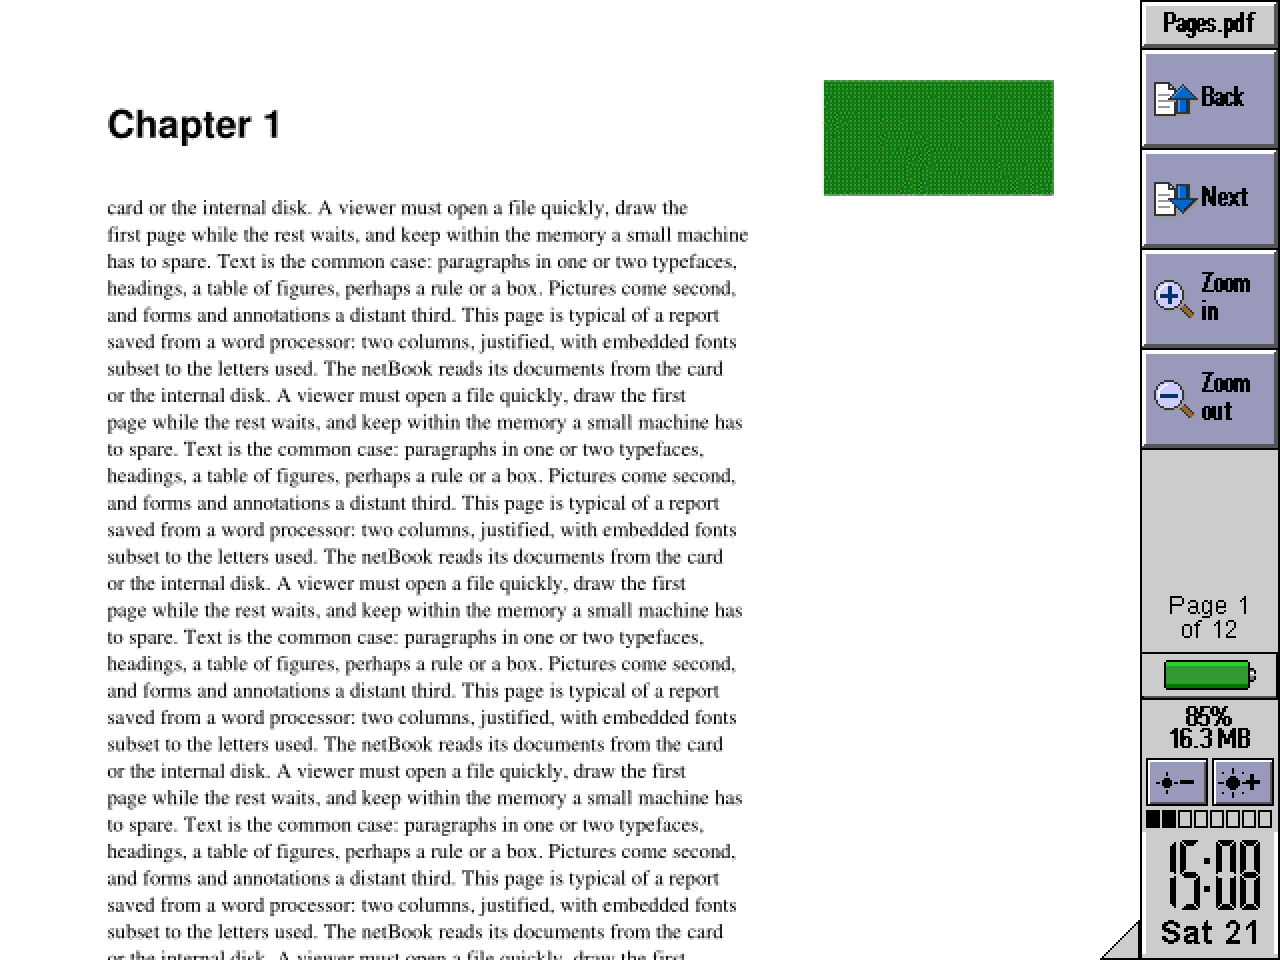 Chapter 1
card or the internal disk. A viewer must open a file quickly, draw the
first page while the rest waits, and keep within the memory a small machine
has to spare. Text is the common case: paragraphs in one or two typefaces,
headings, a table of figures, perhaps a rule or a box. Pictures come second,
and forms and annotations a distant third. This page is typical of a report
saved from a word processor: two columns, justified, with embedded fonts
subset to the letters used. The netBook reads its documents from the card
or the internal disk. A viewer must open a file quickly, draw the first
page while the rest waits, and keep within the memory a small machine has
to spare. Text is the common case: paragraphs in one or two typefaces,
headings, a table of figures, perhaps a rule or a box. Pictures come second,
and forms and annotations a distant third. This page is typical of a report
saved from a word processor: two columns, justified, with embedded fonts
subset to the letters used. The netBook reads its documents from the card
or the internal disk. A viewer must open a file quickly, draw the first
page while the rest waits, and keep within the memory a small machine has
to spare. Text is the common case: paragraphs in one or two typefaces,
headings, a table of figures, perhaps a rule or a box. Pictures come second,
and forms and annotations a distant third. This page is typical of a report
saved from a word processor: two columns, justified, with embedded fonts
subset to the letters used. The netBook reads its documents from the card
or the internal disk. A viewer must open a file quickly, draw the first
page while the rest waits, and keep within the memory a small machine has
to spare. Text is the common case: paragraphs in one or two typefaces,
headings, a table of figures, perhaps a rule or a box. Pictures come second,
and forms and annotations a distant third. This page is typical of a report
saved from a word processor: two columns, justified, with embedded fonts
subset to the letters used. The netBook reads its documents from the card
or the internal disk. A viewer must open a file quickly, draw the first
Pages.pdf
Back
Next
Zoom
in
Zoom
out
Page 1
of 12
85%
16.3 MB
15:08
Sat 21